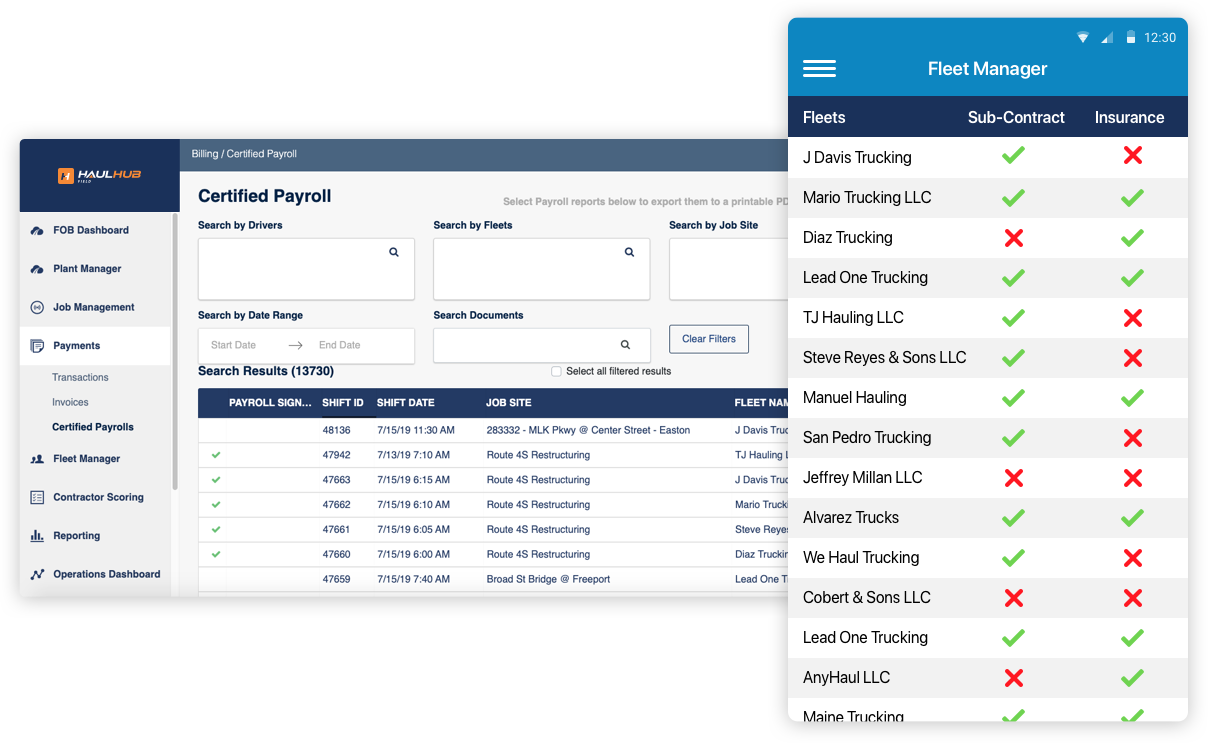 12:30
Fleet Manager
Fleets Sub-Contract Insurance
J Davis Trucking
Mario Trucking LLC
Diaz Trucking
Lead One Trucking
TJ Hauling LLC
Steve Reyes & Sons LLC
Manuel Hauling
San Pedro Trucking
Jeffrey Millan LLC
Alvarez Trucks
We Haul Trucking
Cobert & Sons LLC
Lead One Trucking
AnyHaul LLC
Maine Trucking
HAULHUB
FIELD
FOB Dashboard
Plant Manager
Job Management
Payments
Transactions
Invoices
Certified Payrolls
Fleet Manager
Contractor Scoring
Reporting
Operations Dashboard
Billing / Certified Payroll
Certified Payroll
Select Payroll reports below to export them to a printable PD
Search by Drivers Search by Fleets Search by Job Site
Search by Date Range Search Documents
Start Date End Date Clear Filters
Search Results (13730) Select all filtered results
PAYROLL SIGN... SHIFT ID SHIFT DATE JOB SITE FLEET NAM
48136 7/15/19 11:30 AM 283332 - MLK Pkwy @ Center Street - Easton J Davis Truc
47942 7/13/19 7:10 AM Route 4S Restructuring TJ Hauling L
47663 7/15/19 6:15 AM Route 4S Restructuring J Davis Truc
47662 7/15/19 6:10 AM Route 4S Restructuring Mario Truck
47661 7/15/19 6:05 AM Route 4S Restructuring Steve Reyes
47660 7/15/19 6:00 AM Route 4S Restructuring Diaz Truckin
47659 7/15/19 7:40 AM Broad St Bridge @ Freeport Lead One T